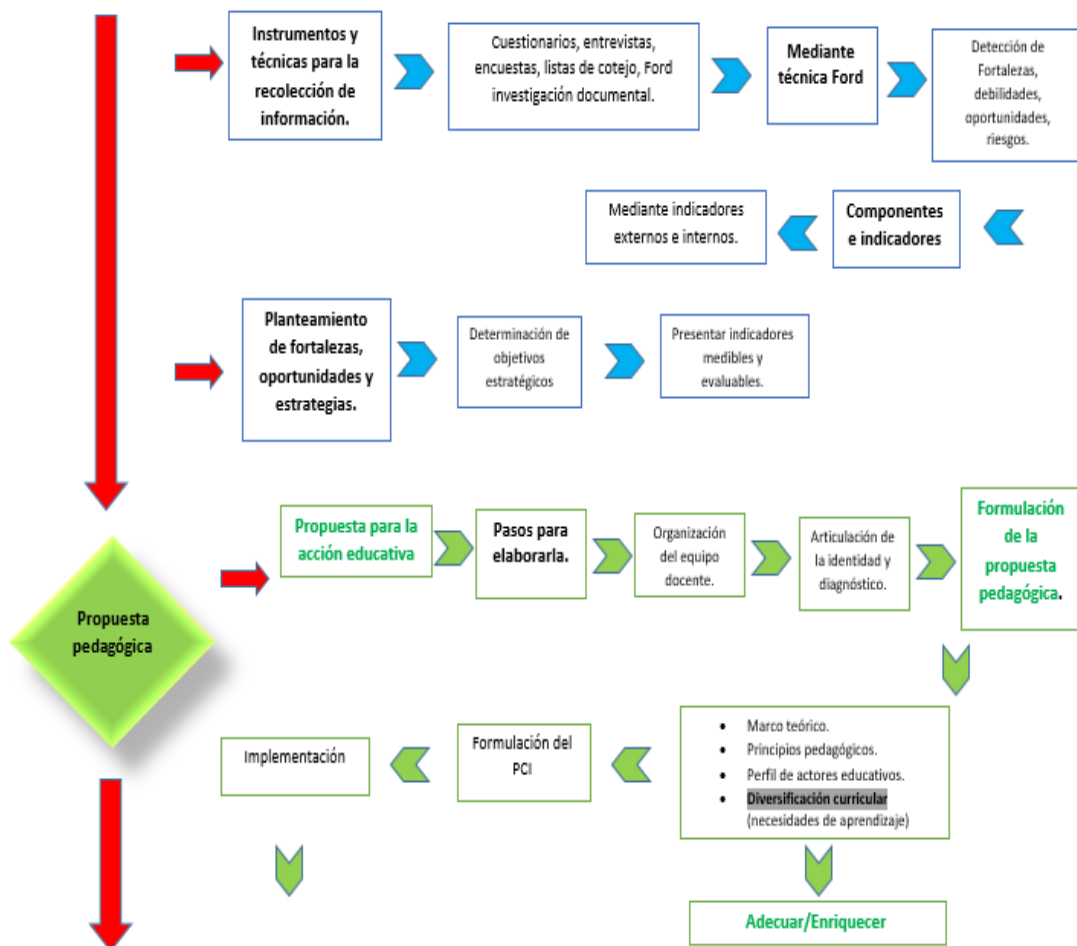 Instrumentos y
técnicas para la
recolección de
información.
Cuestionarios, entrevistas,
encuestas, listas de cotejo, Ford
investigación documental.
Mediante
técnica Ford
Detección de
Fortalezas,
debilidades,
oportunidades,
riesgos.
Componentes
e indicadores
Mediante indicadores
externos e internos.
Planteamiento
de fortalezas,
oportunidades y
estrategias.
Determinación de
objetivos
estratégicos
Presentar indicadores
medibles y
evaluables.
Propuesta
pedagógica
Propuesta para la
acción educativa
Pasos para
elaborarla.
Organización
del equipo
docente.
Articulación de
la identidad y
diagnóstico.
Formulación
de la
propuesta
pedagógica.
• Marco teórico.
• Principios pedagógicos.
• Perfil de actores educativos.
• Diversificación curricular
(necesidades de aprendizaje)
Formulación del
PCI
Implementación
Adecuar/Enriquecer